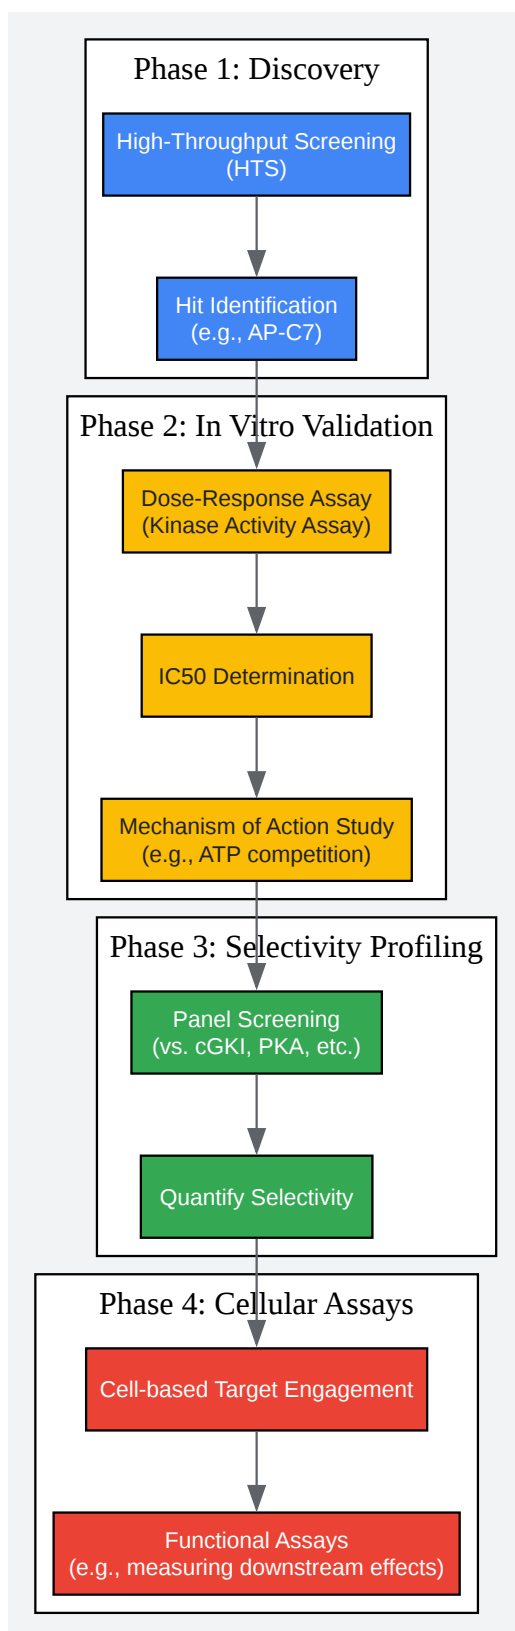 Phase 1: Discovery
High-Throughput Screening
(HTS)
Hit Identification
(e.g., AP-C7)
Phase 2: In Vitro Validation
Dose-Response Assay
(Kinase Activity Assay)
IC50 Determination
Mechanism of Action Study
(e.g., ATP competition)
Phase 3: Selectivity Profiling
Panel Screening
(vs. cGKI, PKA, etc.)
Quantify Selectivity
Phase 4: Cellular Assays
Cell-based Target Engagement
Functional Assays
(e.g., measuring downstream effects)